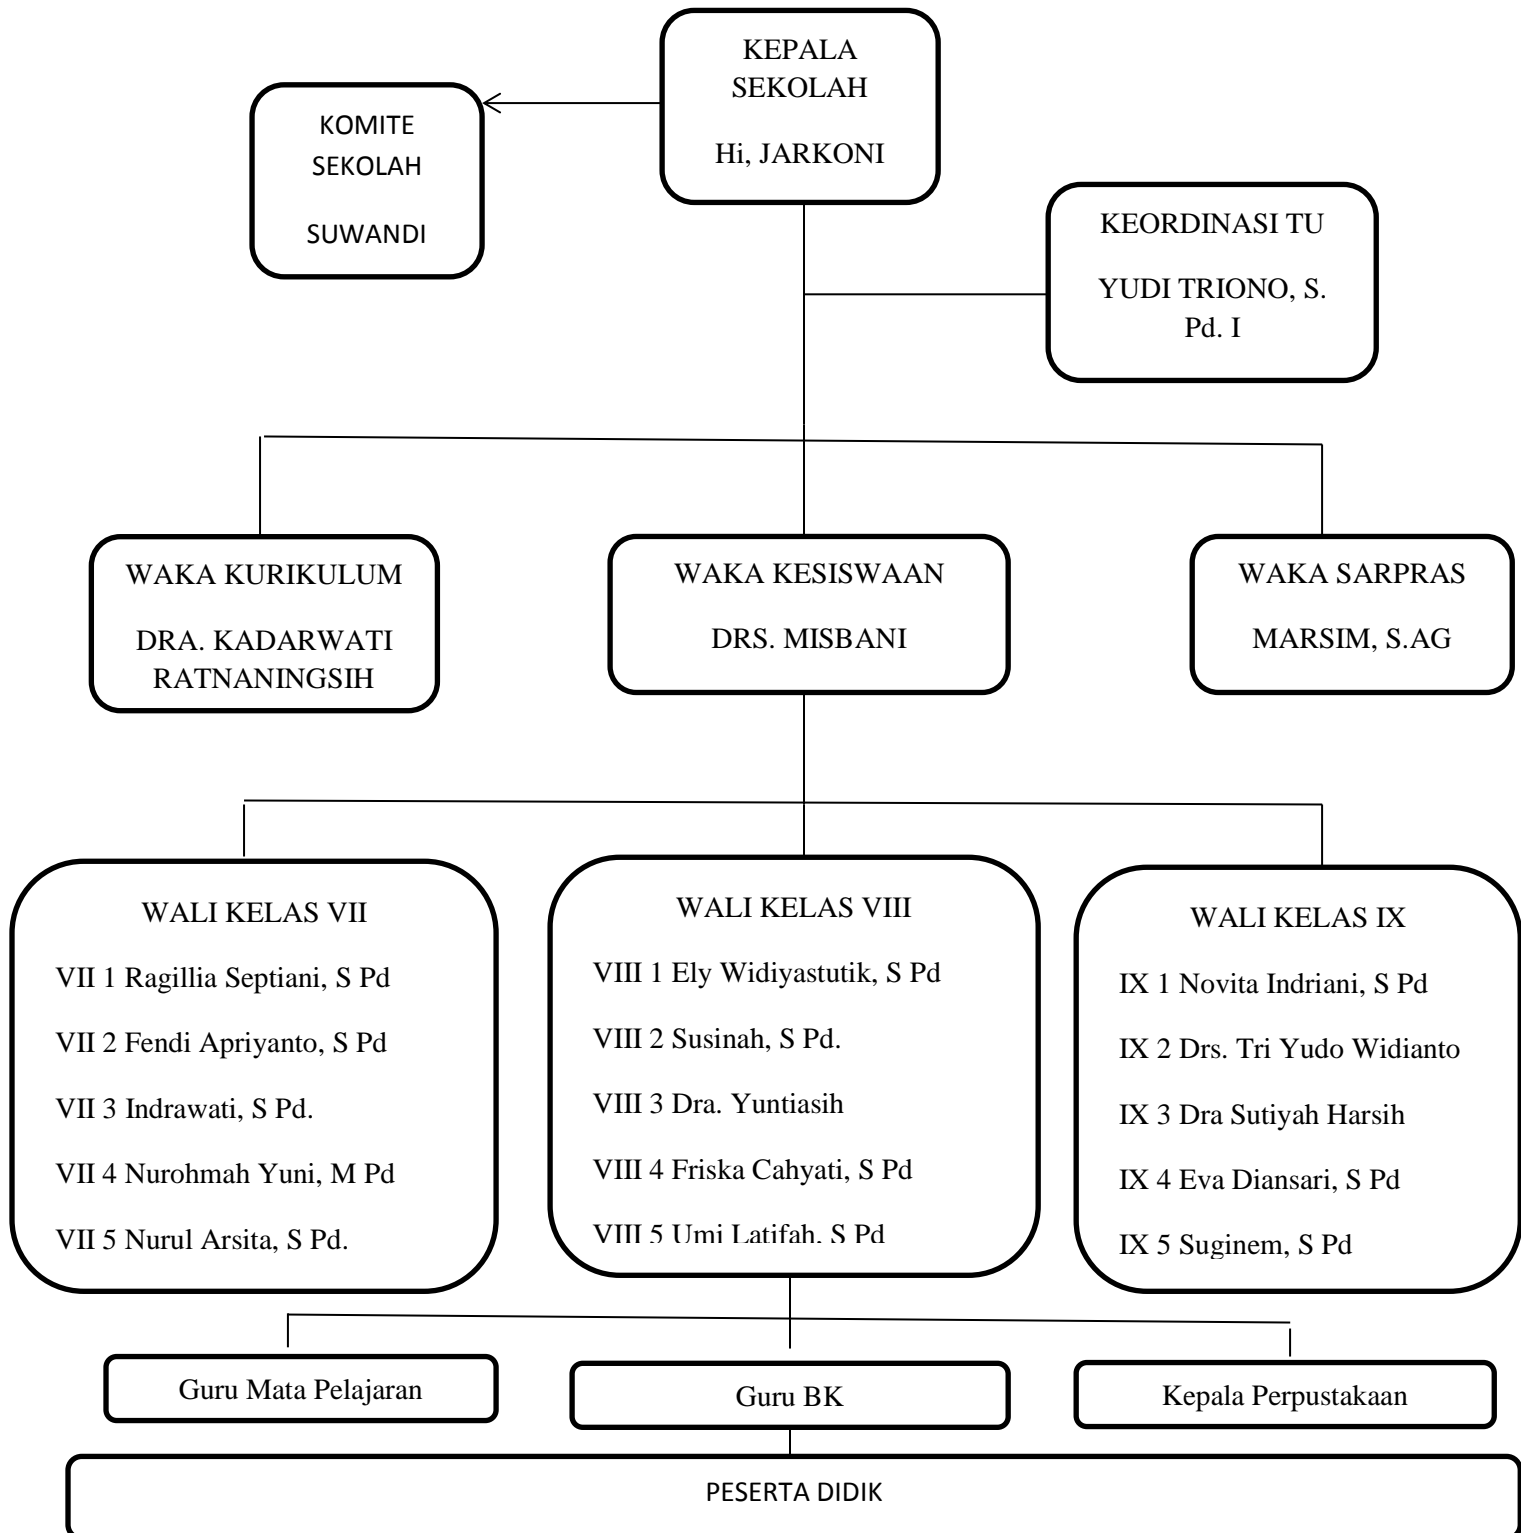 KEPALA
SEKOLAH
Hi, JARKONI
KOMITE
SEKOLAH
SUWANDI
KEORDINASI TU
YUDI TRIONO, S.
Pd. I
WAKA KURIKULUM
DRA. KADARWATI
RATNANINGSIH
WAKA KESISWAAN
DRS. MISBANI
WAKA SARPRAS
MARSIM, S.AG
WALI KELAS VII
VII 1 Ragillia Septiani, S Pd
VII 2 Fendi Apriyanto, S Pd
VII 3 Indrawati, S Pd.
VII 4 Nurohmah Yuni, M Pd
VII 5 Nurul Arsita, S Pd.
WALI KELAS VIII
VIII 1 Ely Widiyastutik, S Pd
VIII 2 Susinah, S Pd.
VIII 3 Dra. Yuntiasih
VIII 4 Friska Cahyati, S Pd
VIII 5 Umi Latifah, S Pd
WALI KELAS IX
IX 1 Novita Indriani, S Pd
IX 2 Drs. Tri Yudo Widianto
IX 3 Dra Sutiyah Harsih
IX 4 Eva Diansari, S Pd
IX 5 Suginem, S Pd
Guru Mata Pelajaran
Guru BK
Kepala Perpustakaan
PESERTA DIDIK